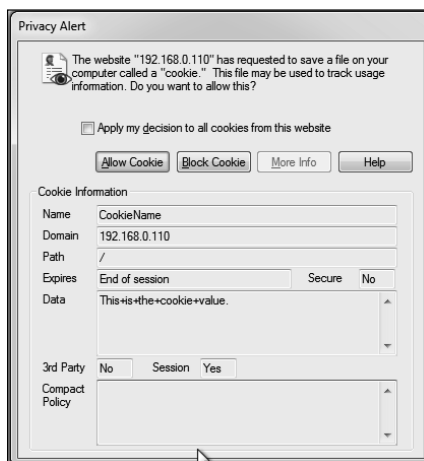 Privacy Alert
The website "192.168.0.110" has requested to save a file on your
computer called a "cookie." This file may be used to track usage
information. Do you want to allow this?
Apply my decision to all cookies from this website
Allow Cookie Block Cookie More Info Help
Cookie Information
Name CookieName
Domain 192.168.0.110
Path /
Expires End of session Secure No
Data This+is+the+cookie+value.
3rd Party No Session Yes
Compact
Policy